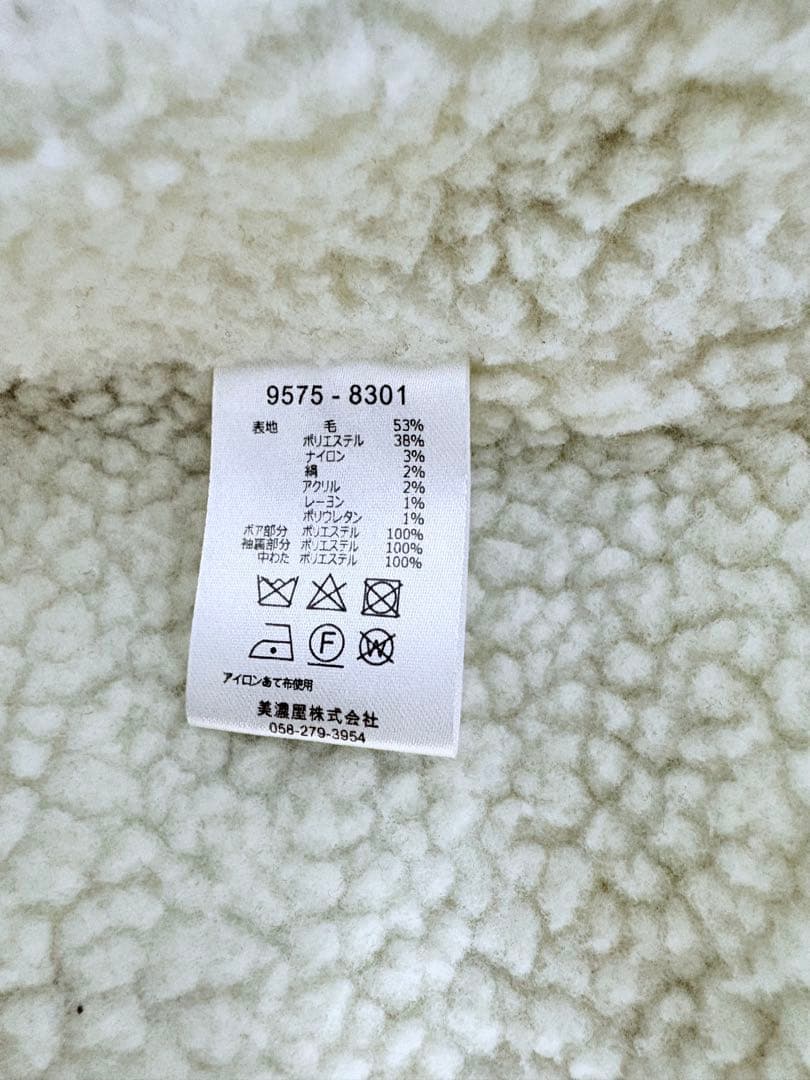 9575 - 8301
表地 毛 53%
ポリエステル 38%
ナイロン 3%
絹 2%
アクリル 2%
レーヨン 1%
ポリウレタン 1%
ボア部分 ポリエステル 100%
袖裏部分 ポリエステル 100%
中わた ポリエステル 100%
F W
アイロンあて布使用
美濃屋株式会社
058-279-3954